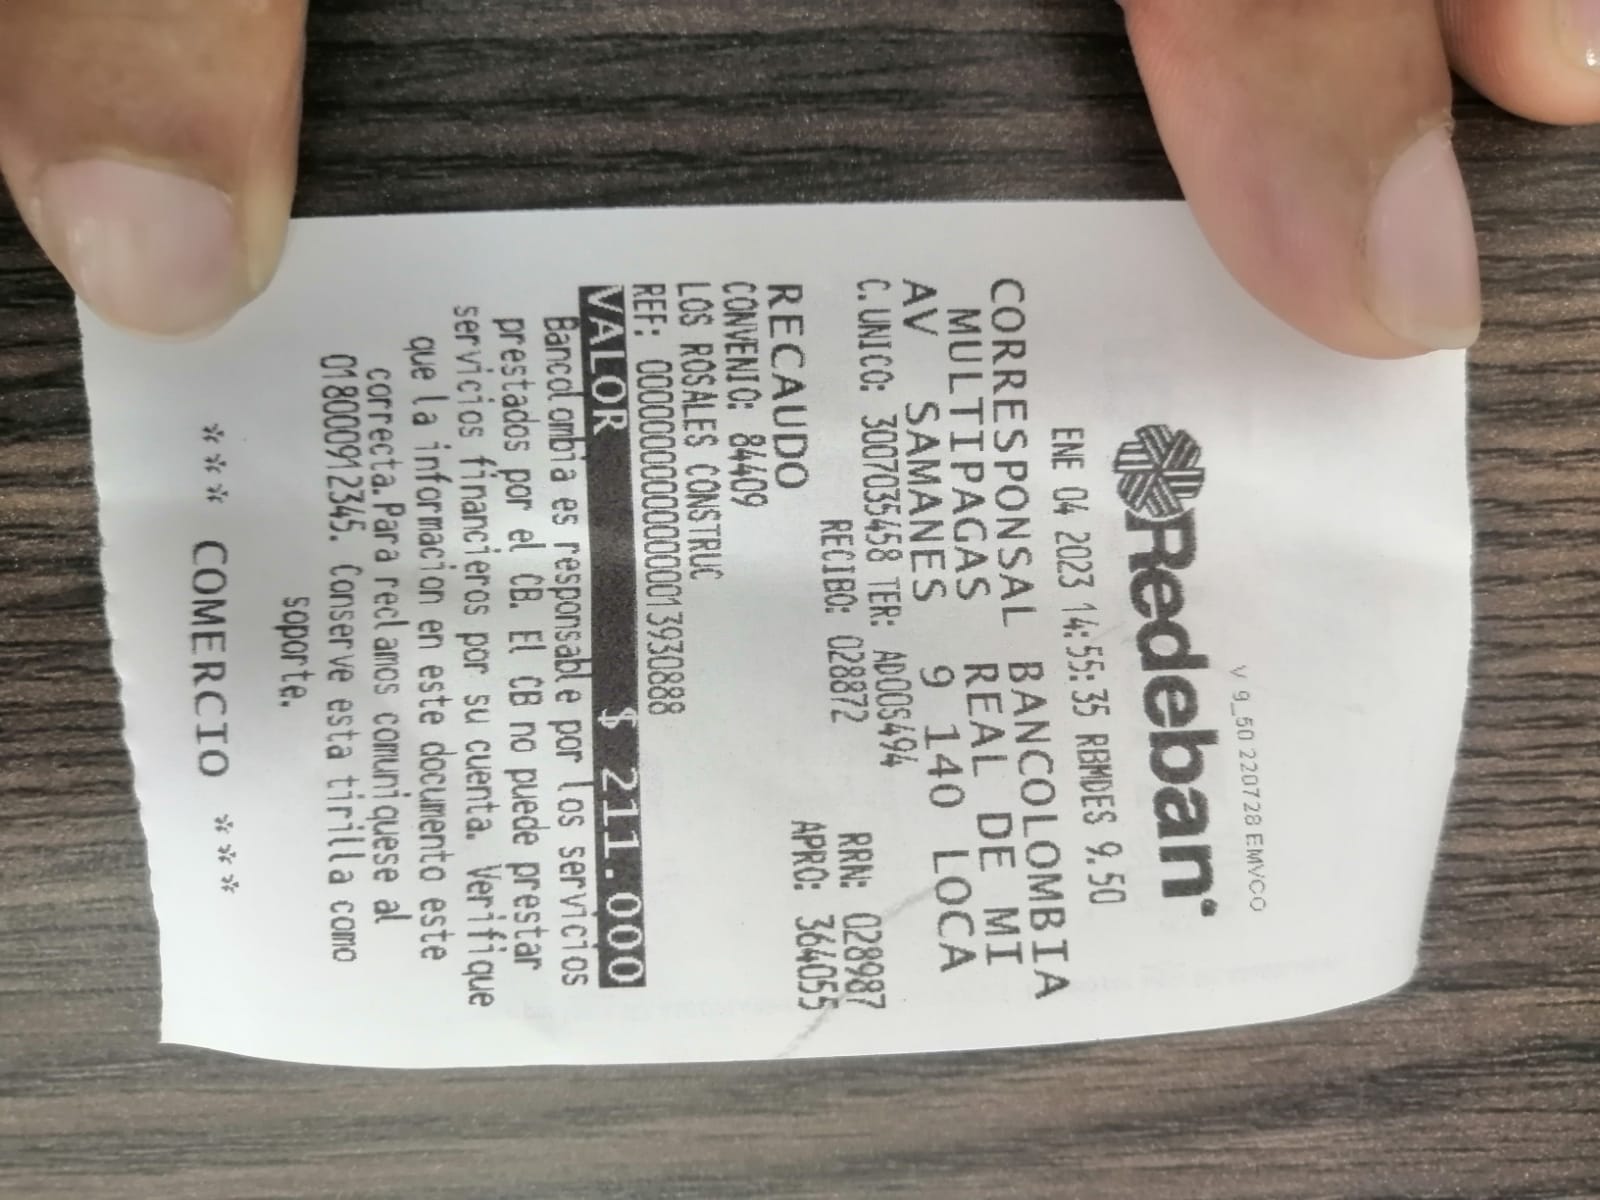 V 9_50 220728 EMVCO
Redeban®
ENE 04 2023 14:55:35 RBMDES 9.50
CORRESPONSAL BANCOLOMBIA
MULTIPAGAS REAL DE MI
AV SAMANES 9 140 LOCA
C.UNICO: 3007035458 TER: AD00S494
RECIBO: 028872 RRN: 028987
APRO: 364055
RECAUDO
CONVENIO: 84409
LOS ROSALES CONSTRUC
REF: 000000000000000013930888
VALOR $ 211.000
Bancolombia es responsable por los servicios
prestados por el CB. El CB no puede prestar
servicios financieros por su cuenta. Verifique
que la informacion en este documento este
correcta.Para reclamos comuniquese al
018000912345. Conserve esta tirilla como
soporte.
*** COMERCIO ***